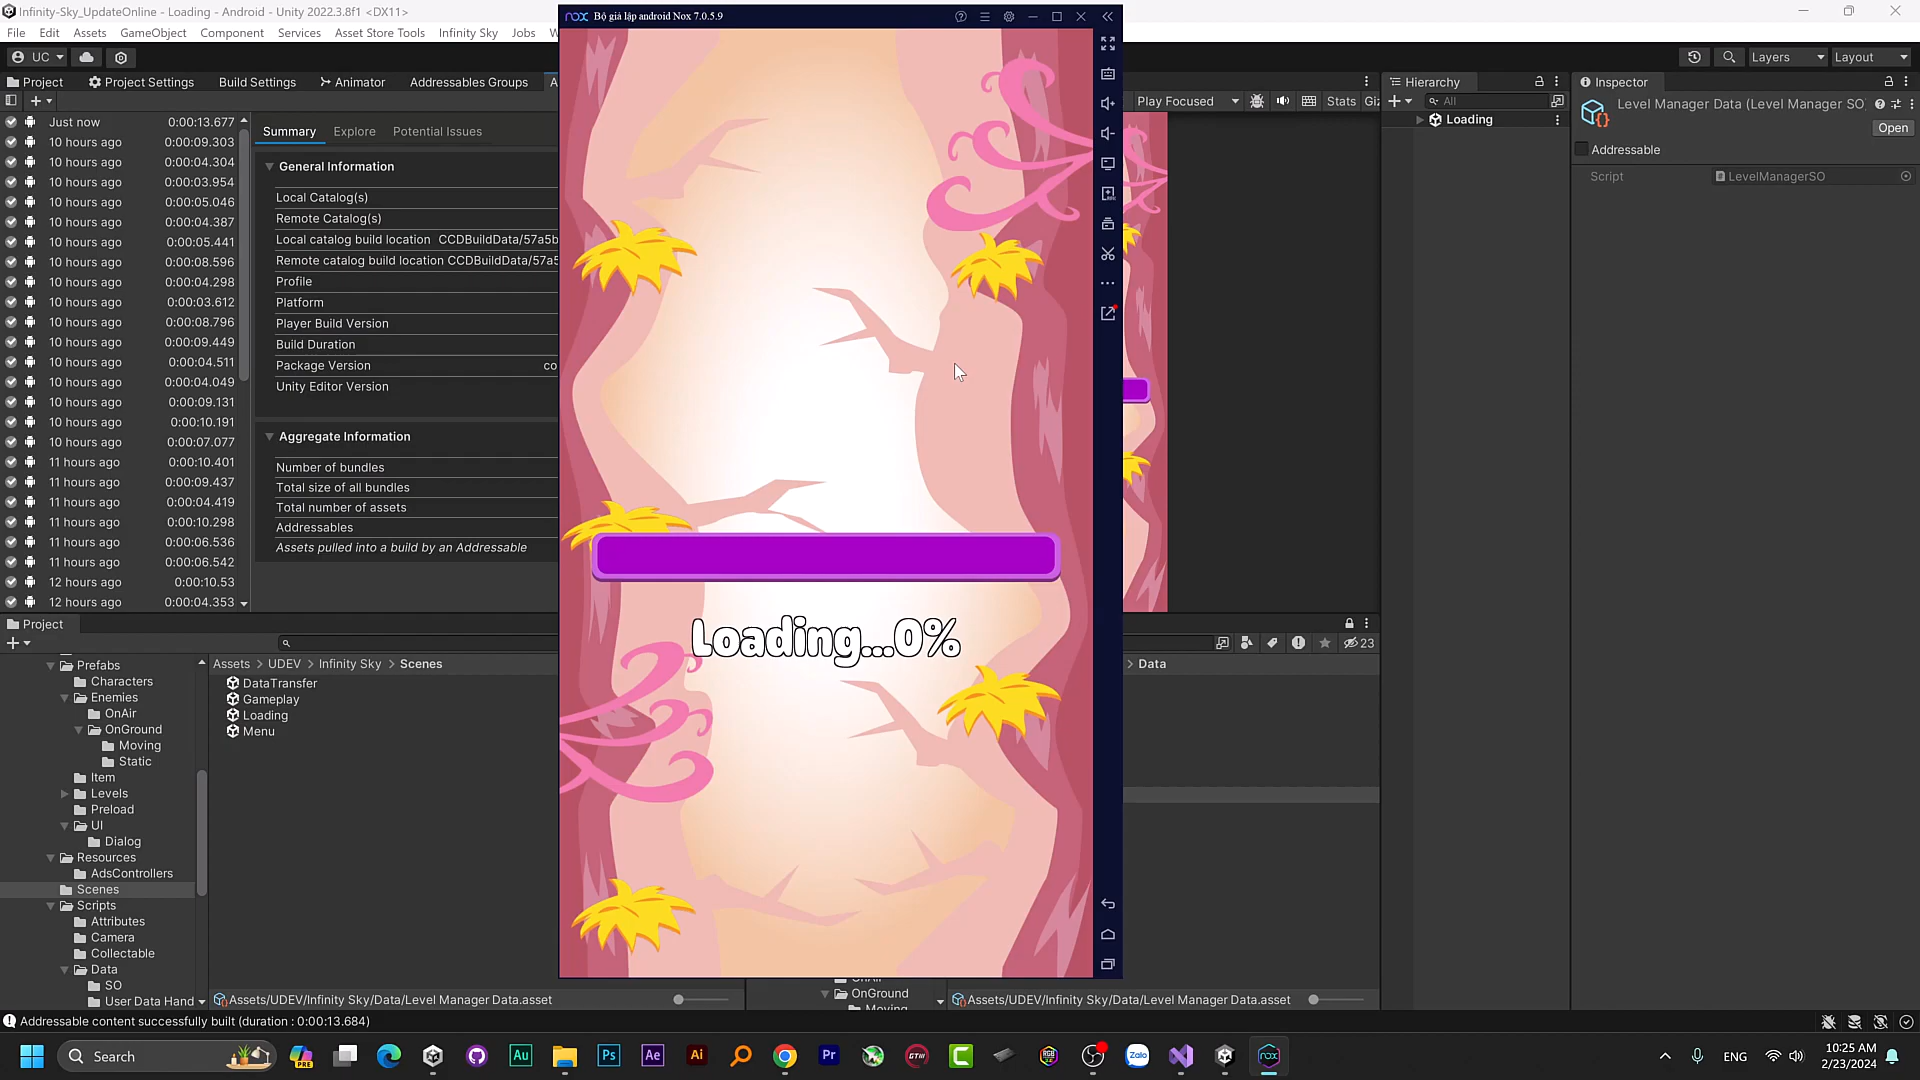 Infinity-Sky_UpdateOnline - Loading - Android - Unity 2022.3.8f1 <DX11>
nox Bộ giả lập android Nox 7.0.5.9
File Edit Assets GameObject Component Services Asset Store Tools Infinity Sky Jobs
UC Layers Layout
Project Project Settings Build Settings Animator Addressables Groups
Hierarchy Inspector
Play Focused Stats
All
Level Manager Data (Level Manager SO
Open
Loading
Addressable
Script LevelManagerSO
Summary Explore Potential Issues
Just now 0:00:13.677
10 hours ago 0:00:09.303
10 hours ago 0:00:04.304
10 hours ago 0:00:03.954
10 hours ago 0:00:05.046
10 hours ago 0:00:04.387
10 hours ago 0:00:05.441
10 hours ago 0:00:08.596
10 hours ago 0:00:04.298
10 hours ago 0:00:03.612
10 hours ago 0:00:08.796
10 hours ago 0:00:09.449
10 hours ago 0:00:04.511
10 hours ago 0:00:04.049
10 hours ago 0:00:09.131
10 hours ago 0:00:10.191
10 hours ago 0:00:07.077
11 hours ago 0:00:10.401
11 hours ago 0:00:09.437
11 hours ago 0:00:04.419
11 hours ago 0:00:10.298
11 hours ago 0:00:06.536
11 hours ago 0:00:06.542
12 hours ago 0:00:10.53
12 hours ago 0:00:04.353
General Information
Local Catalog(s)
Remote Catalog(s)
Local catalog build location CCDBuildData/57a5b
Remote catalog build location CCDBuildData/57a5
Profile
Platform
Player Build Version
Build Duration
Package Version co
Unity Editor Version
Aggregate Information
Number of bundles
Total size of all bundles
Total number of assets
Addressables
Assets pulled into a build by an Addressable
Loading...0%
Project
23
Prefabs
Characters
Enemies
OnAir
OnGround
Moving
Static
Item
Levels
Preload
UI
Dialog
Resources
AdsControllers
Scenes
Scripts
Attributes
Camera
Collectable
Data
SO
User Data Hand
Assets > UDEV > Infinity Sky > Scenes
DataTransfer
Gameplay
Loading
Menu
> Data
OnGround
Assets/UDEV/Infinity Sky/Data/Level Manager Data.asset
Assets/UDEV/Infinity Sky/Data/Level Manager Data.asset
Addressable content successfully built (duration : 0:00:13.684)
Search
PRE
Au
Ps
Ae
Ai
Pr
GTW
C
RGB
Zalo
nox
ENG
10:25 AM
2/23/2024